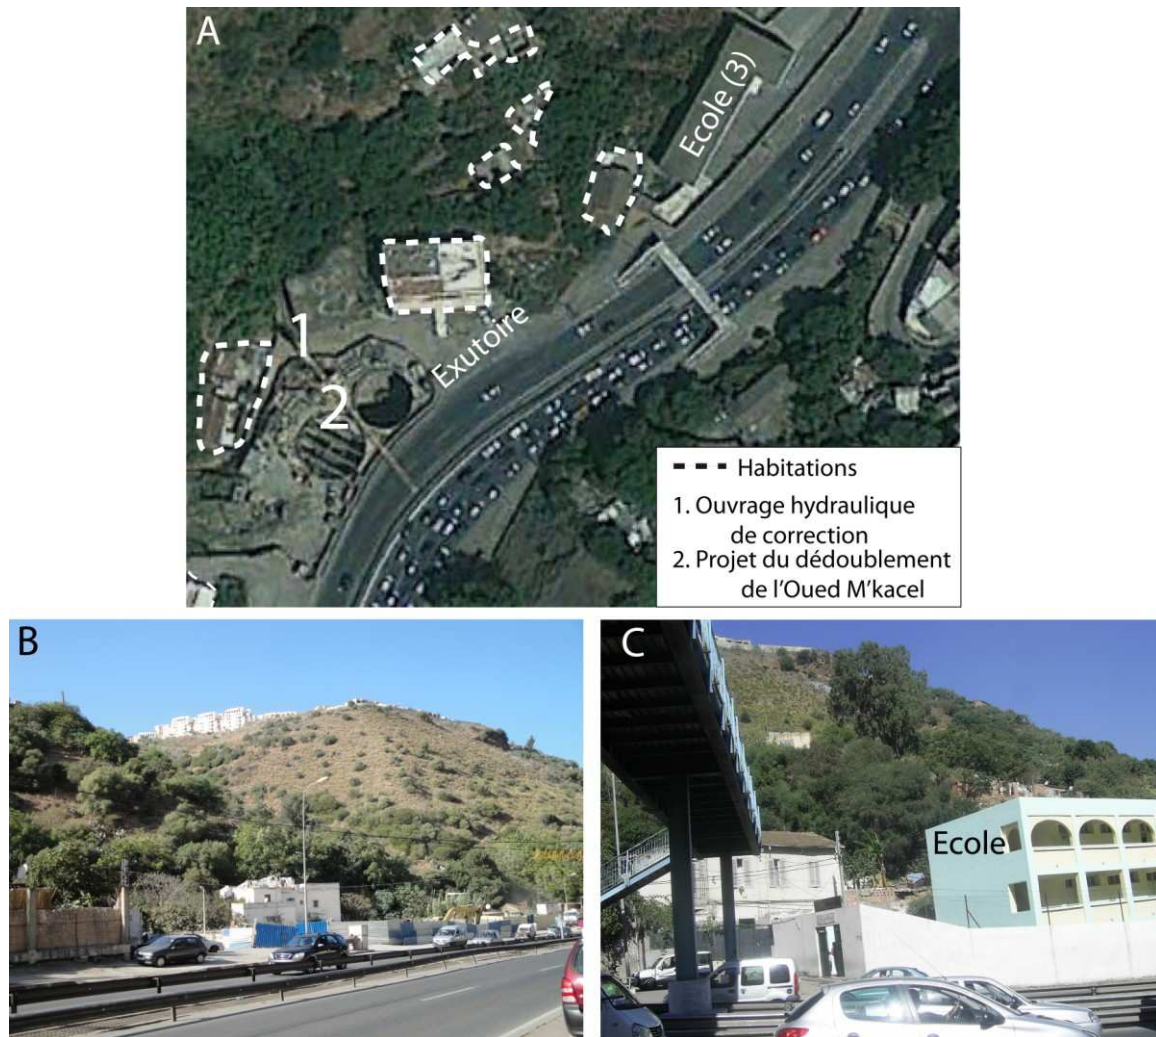 A
Ecole (3)
Exutoire
1
2
Habitations
1. Ouvrage hydraulique
de correction
2. Projet du dédoublement
de l'Oued M'kacel
B
C
Ecole